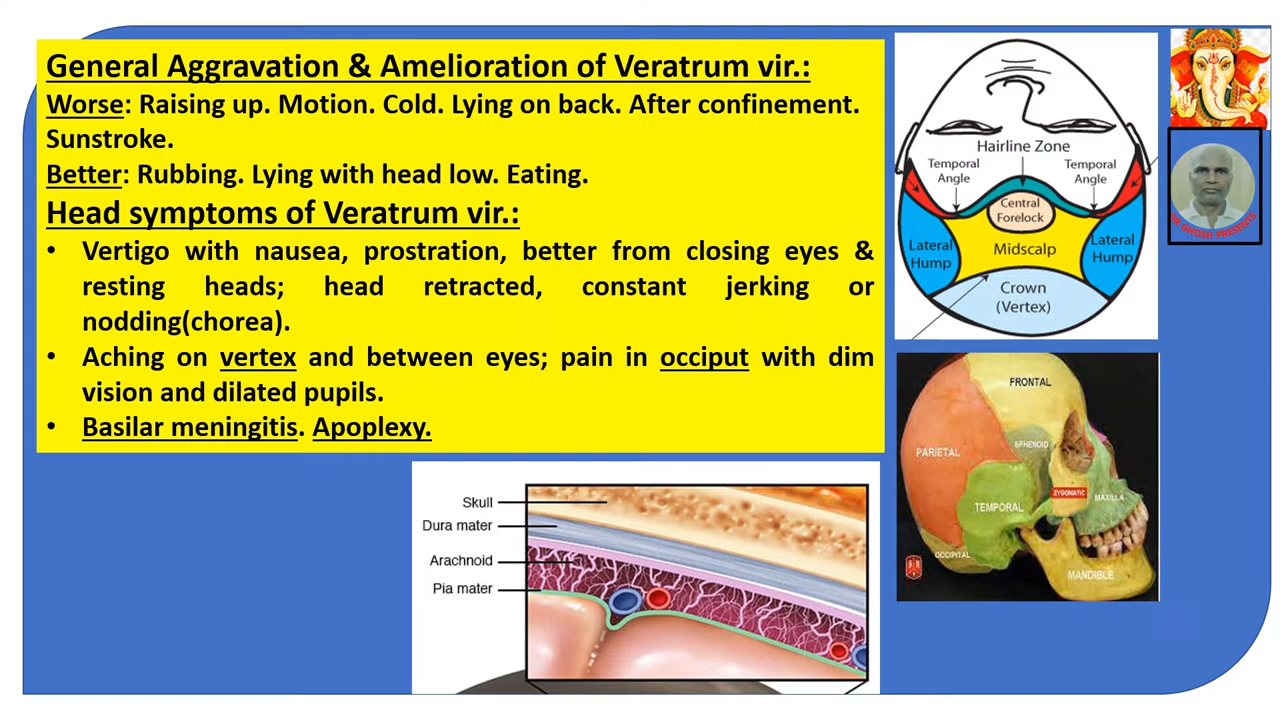 General Aggravation & Amelioration of Veratrum vir.:
Worse: Raising up. Motion. Cold. Lying on back. After confinement.
Sunstroke.
Better: Rubbing. Lying with head low. Eating.
Head symptoms of Veratrum vir.:
• Vertigo with nausea, prostration, better from closing eyes &
resting heads; head retracted, constant jerking or
nodding(chorea).
• Aching on vertex and between eyes; pain in occiput with dim
vision and dilated pupils.
• Basilar meningitis. Apoplexy.
Hairline Zone
Temporal
Angle
Temporal
Angle
Central
Forelock
Lateral
Hump
Midscalp
Lateral
Hump
Crown
(Vertex)
GHOSH PRESENTS
FRONTAL
SPHENOID
PARIETAL
ZYGOMATIC
MAXILLA
TEMPORAL
OCCIPITAL
MANDIBLE
Skull
Dura mater
Arachnoid
Pia mater